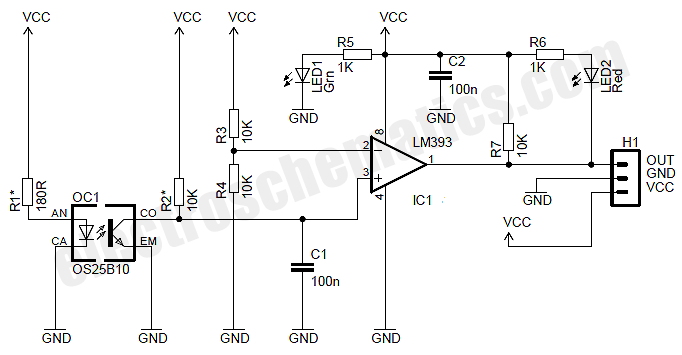 VCC
VCC
VCC
VCC
R5
1K
LED1
Grn
GND
C2
100n
GND
R6
1K
LED2
Red
R3
10K
R4
10K
R7
10K
LM393
8
2
3
1
4
IC1
H1
OUT
GND
VCC
GND
VCC
R1*
180R
R2*
10K
OC1
AN
CO
CA
EM
OS25B10
C1
100n
GND
GND
GND
GND
GND
electroschematics.com